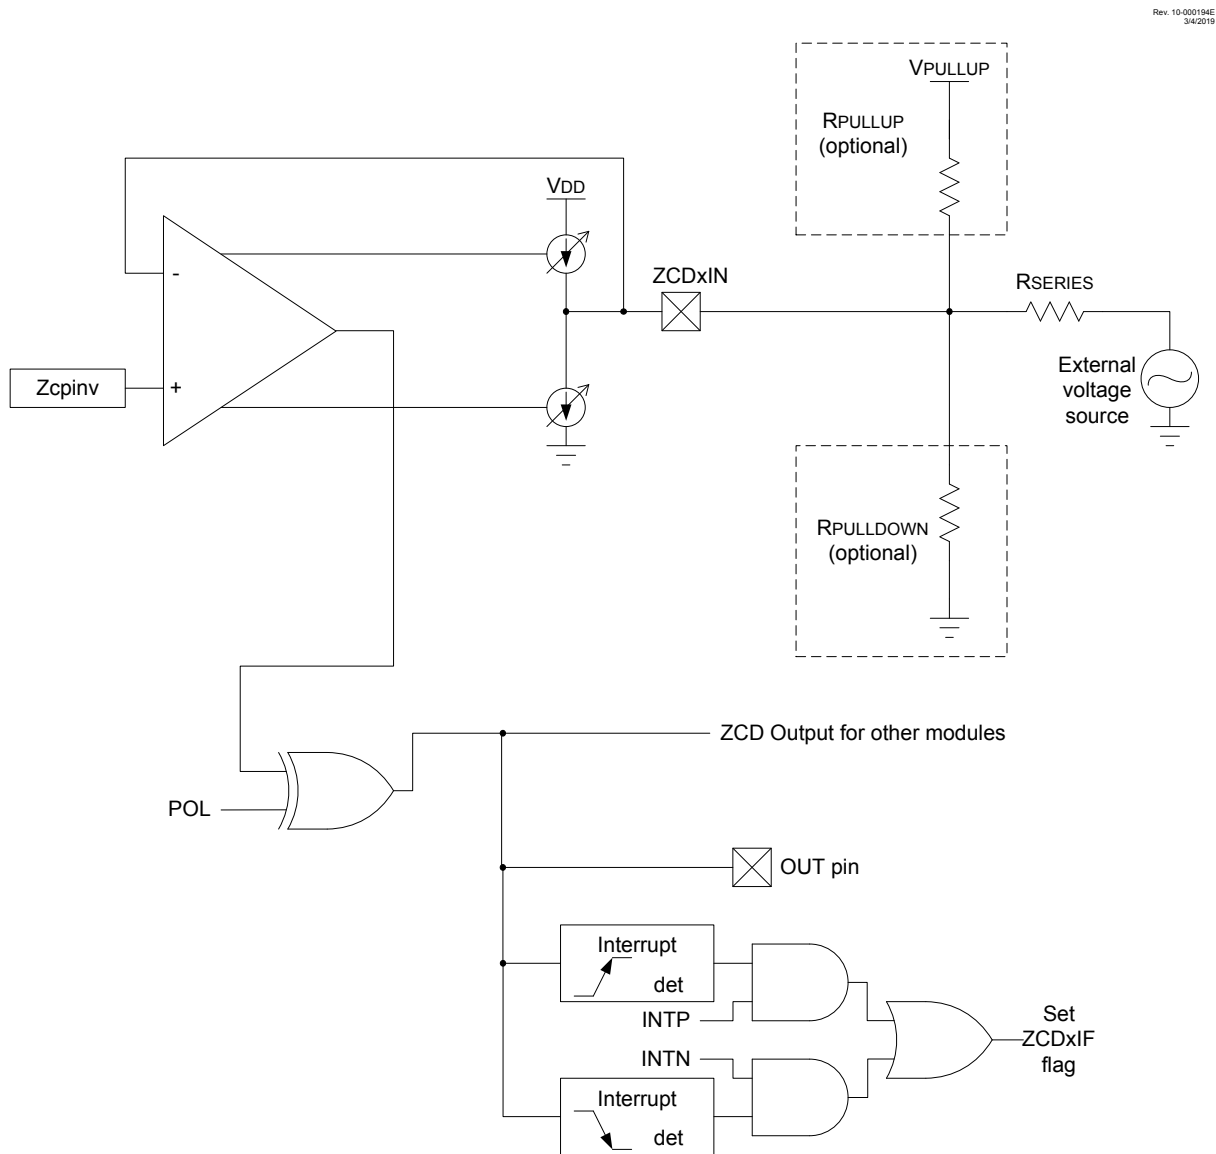 Rev. 10-000194E
3/4/2019
VPULLUP
RPULLUP
(optional)
VDD
ZCDxIN
RSERIES
-
Zcpinv
+
External
voltage
source
RPULLDOWN
(optional)
ZCD Output for other modules
POL
OUT pin
Interrupt
det
INTP
Set
ZCDxIF
flag
INTN
Interrupt
det